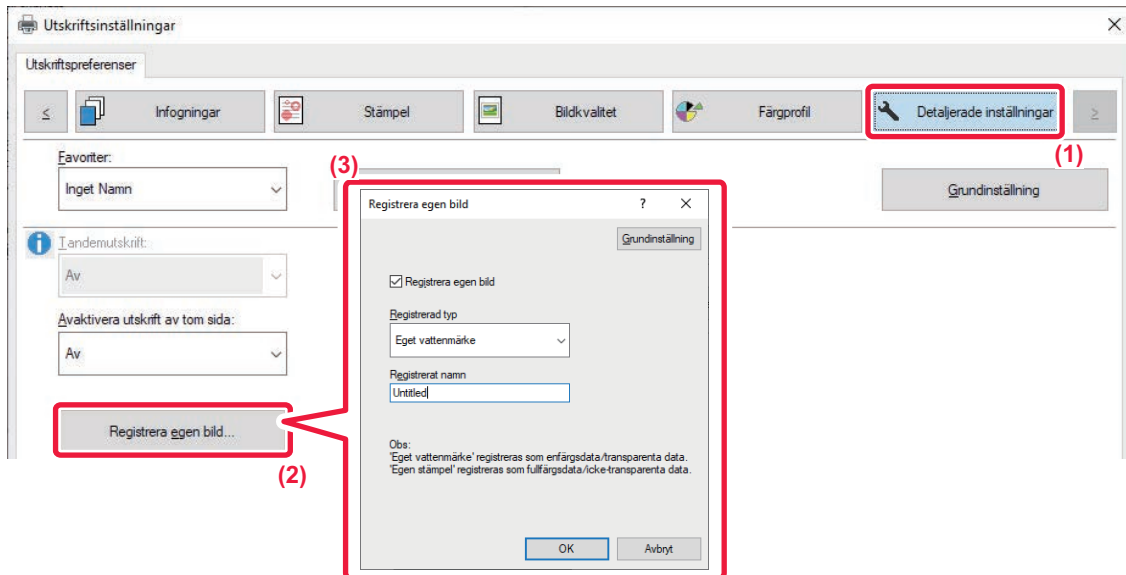 Utskriftsinställningar
Utskriftspreferenser
≤
Infogningar
Stämpel
Bildkvalitet
Färgprofil
Detaljerade inställningar
≥
(1)
Favoriter:
Inget Namn
Grundinställning
(3)
Registrera egen bild
?
Grundinställning
Tandemutskrift:
Av
Registrera egen bild
Avaktivera utskrift av tom sida:
Av
Registrerad typ
Eget vattenmärke
Registrerat namn
Untitled
Registrera egen bild...
(2)
Obs:
'Eget vattenmärke' registreras som enfärgsdata/transparenta data.
'Egen stämpel' registreras som fullfärgsdata/icke-transparenta data.
OK
Avbryt